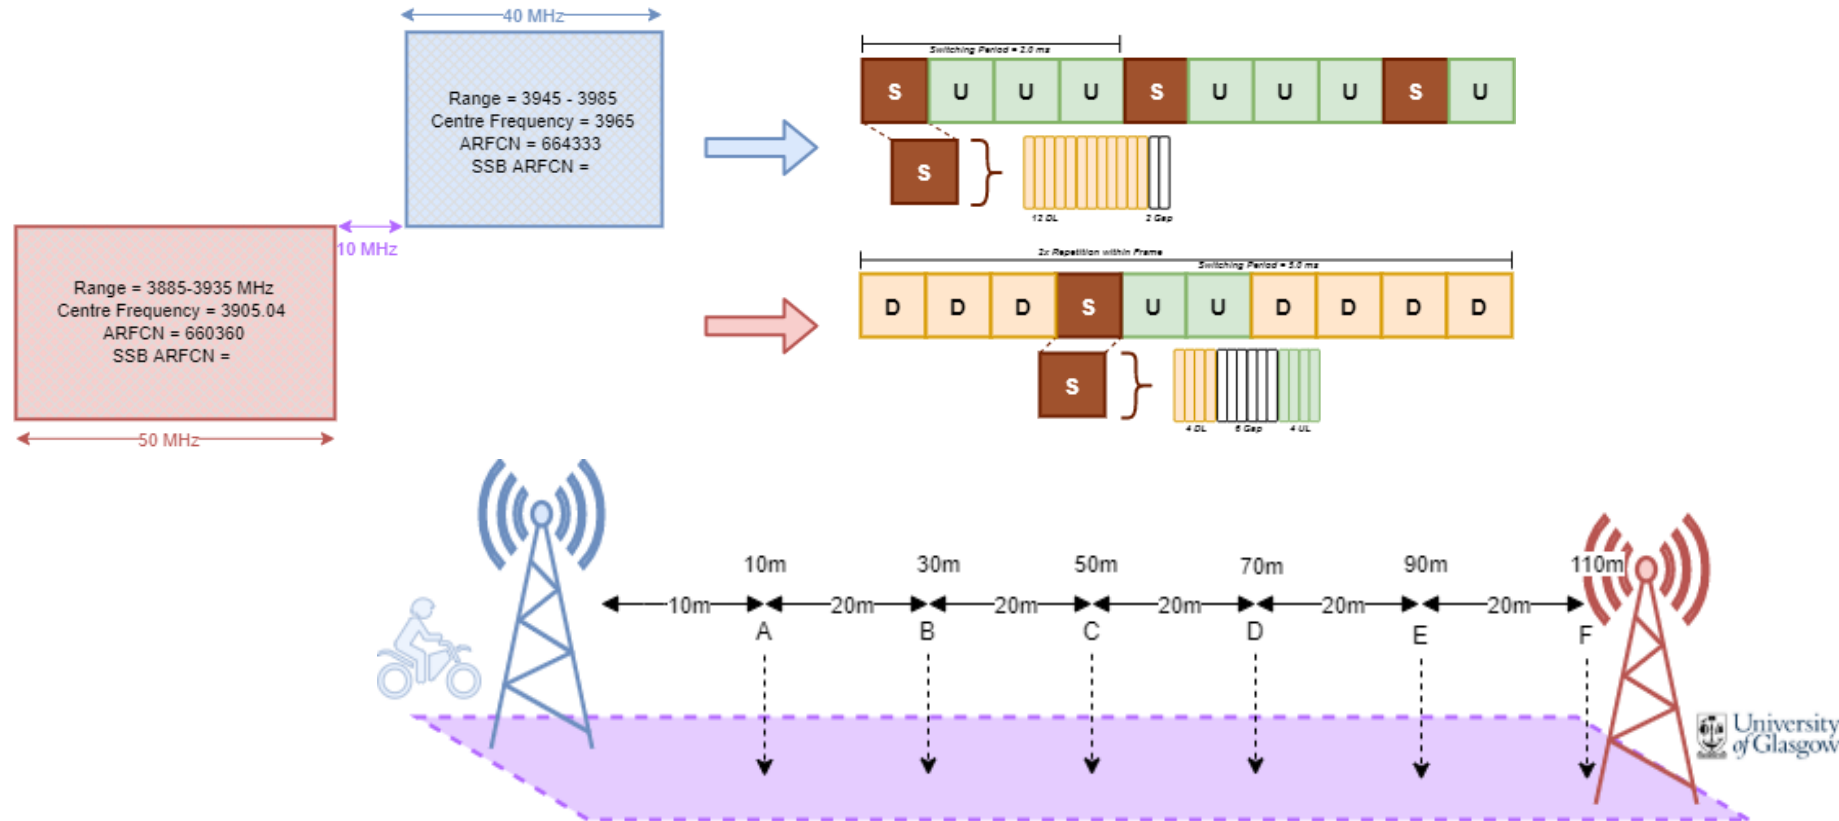 40 MHz
Range = 3945 - 3985
Centre Frequency = 3965
ARFCN = 664333
SSB ARFCN =
10 MHz
Range = 3885-3935 MHz
Centre Frequency = 3905.04
ARFCN = 660360
SSB ARFCN =
50 MHz
Switching Period = 2.0 ms
S U U U S U U U S U
S
12 DL 2 Gap
2x Repetition within Frame
Switching Period = 5.0 ms
D D D S U U D D D D
S
4 DL 6 Gap 4 UL
10m 30m 50m 70m 90m 110m
10m 20m 20m 20m 20m 20m
A B C D E F
University
of Glasgow